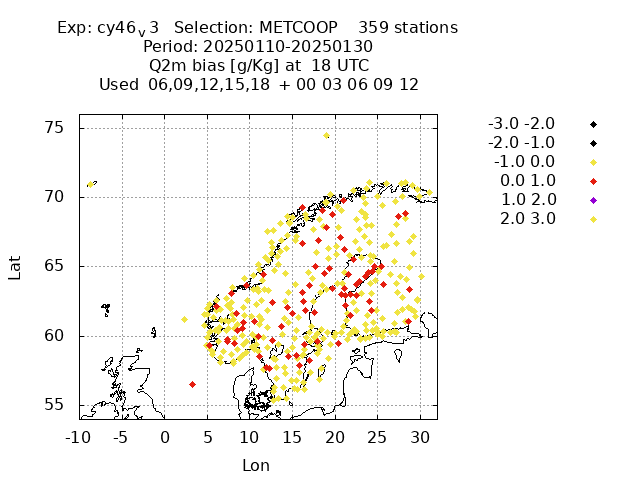 Exp: cy46v3 Selection: METCOOP 359 stations
Period: 20250110-20250130
Q2m bias [g/Kg] at 18 UTC
Used 06,09,12,15,18 + 00 03 06 09 12
-3.0 -2.0
-2.0 -1.0
-1.0 0.0
0.0 1.0
1.0 2.0
2.0 3.0
75
70
65
60
55
Lat
-10 -5 0 5 10 15 20 25 30
Lon